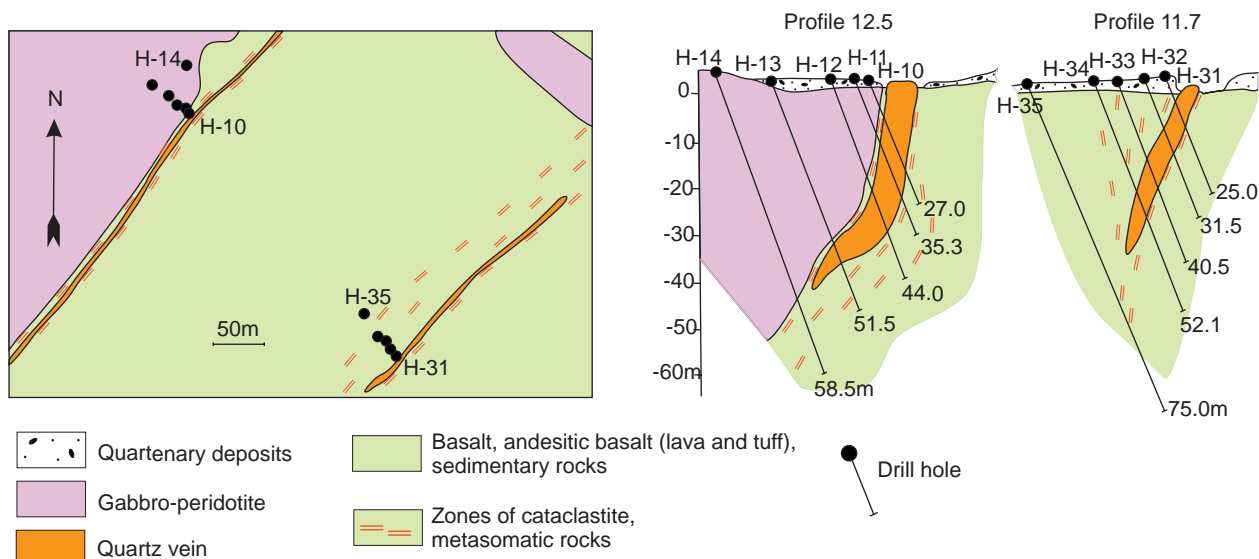 H-14
H-10
N
H-35
H-31
50m
Profile 12.5
H-14
H-13
H-12
H-11
H-10
0
-10
-20
-30
-40
-50
-60m
27.0
35.3
44.0
51.5
58.5m
Profile 11.7
H-35
H-34
H-33
H-32
H-31
25.0
31.5
40.5
52.1
75.0m
Quartenary deposits
Gabbro-peridotite
Quartz vein
Basalt, andesitic basalt (lava and tuff),
sedimentary rocks
Zones of cataclastite,
metasomatic rocks
Drill hole